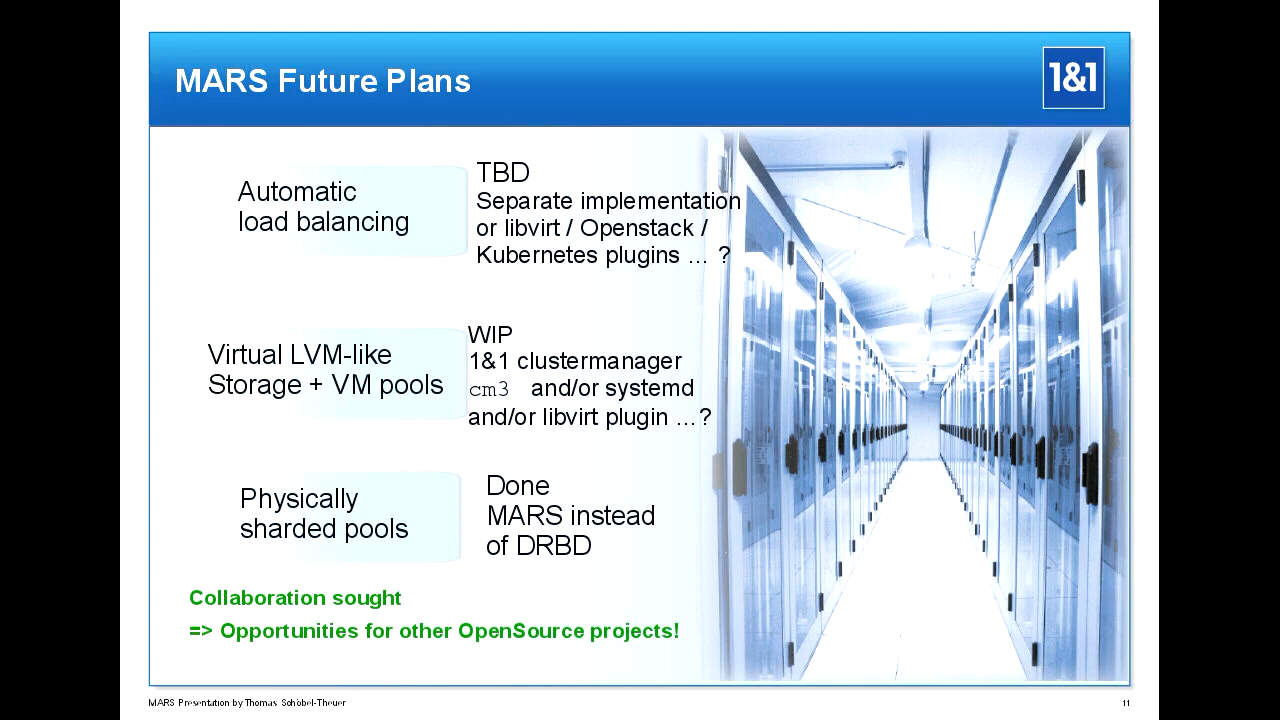 MARS Future Plans
1&1
Automatic
load balancing
TBD
Separate implementation
or libvirt / Openstack /
Kubernetes plugins … ?
Virtual LVM-like
Storage + VM pools
WIP
1&1 clustermanager
cm3 and/or systemd
and/or libvirt plugin …?
Physically
sharded pools
Done
MARS instead
of DRBD
Collaboration sought
=> Opportunities for other OpenSource projects!
MARS Presentation by Thomas Schöbel-Theuer
11